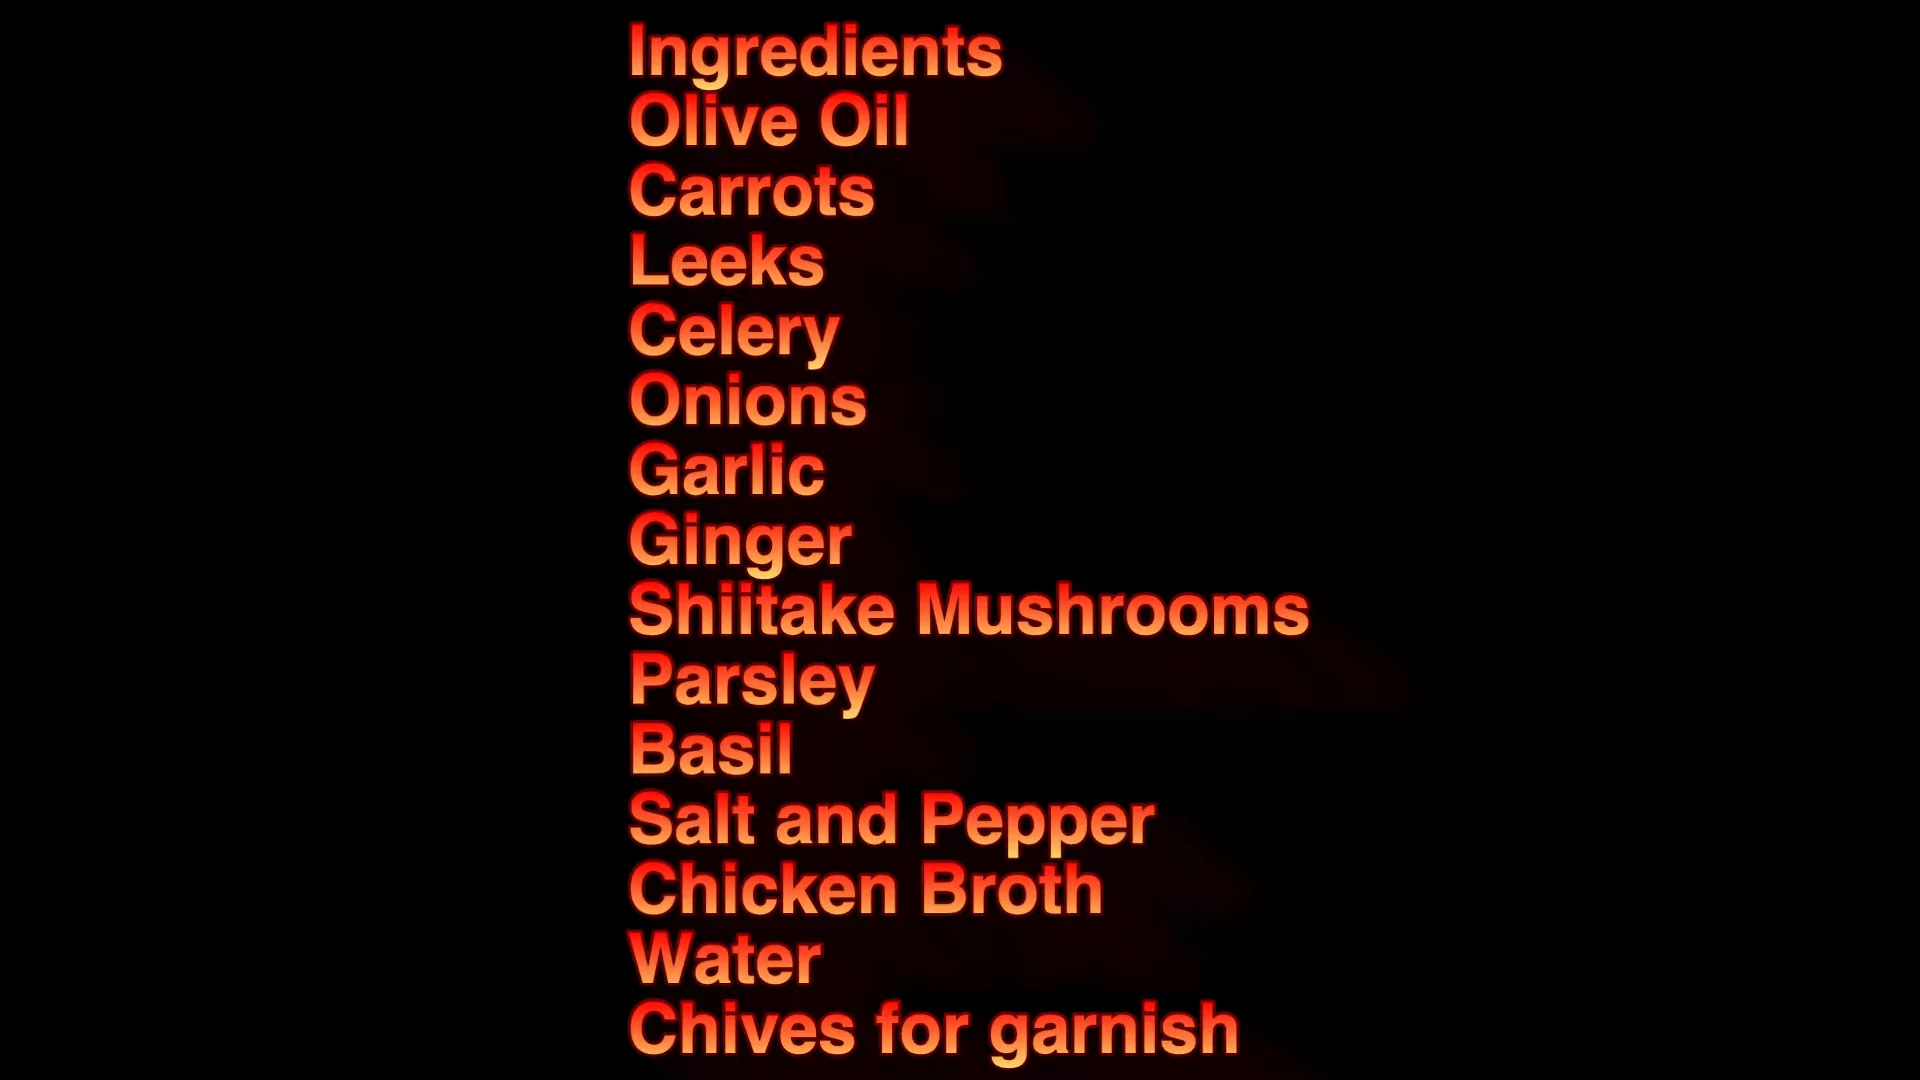 Ingredients
Olive Oil
Carrots
Leeks
Celery
Onions
Garlic
Ginger
Shiitake Mushrooms
Parsley
Basil
Salt and Pepper
Chicken Broth
Water
Chives for garnish